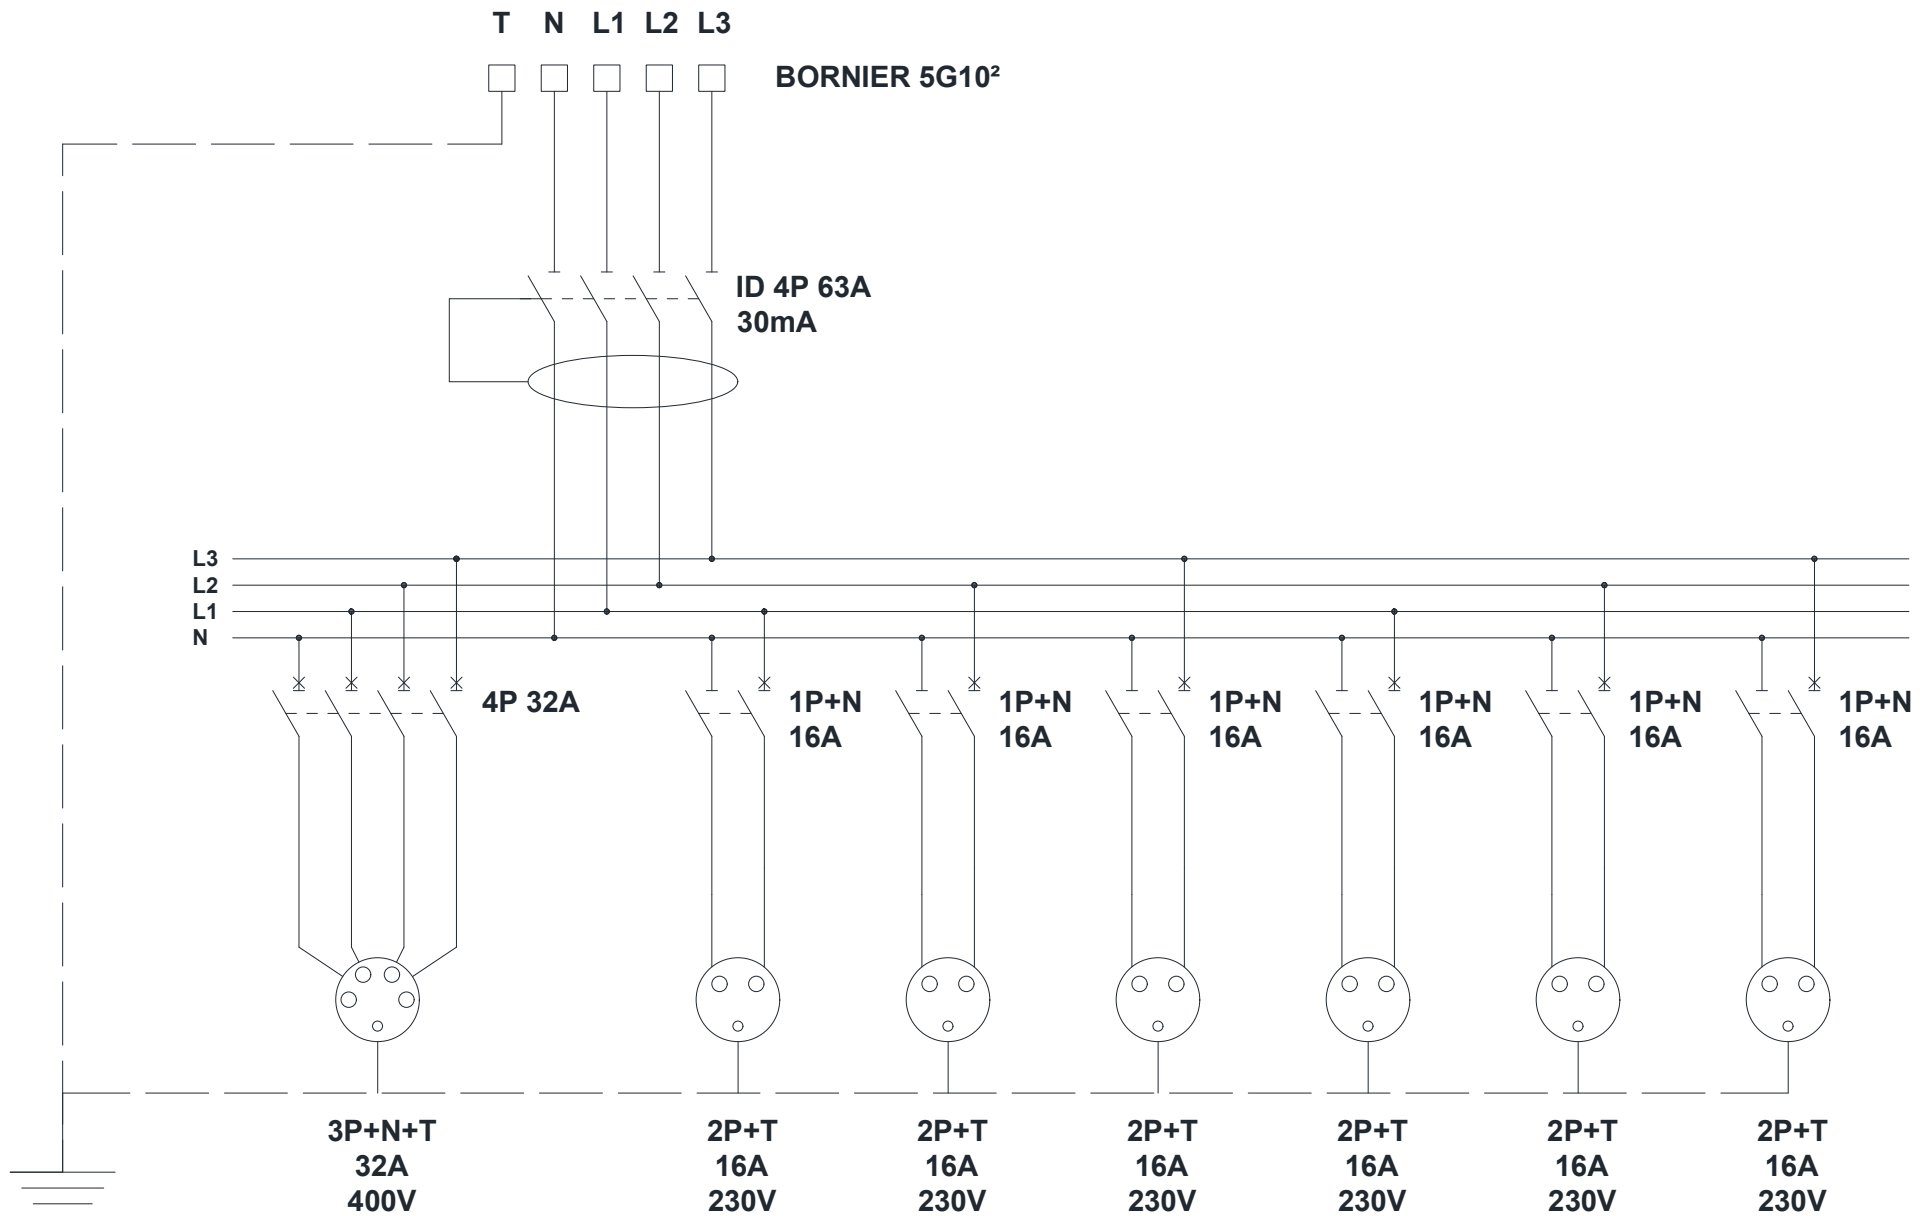 T N L1 L2 L3
BORNIER 5G10²
ID 4P 63A
30mA
L3
L2
L1
N
4P 32A
1P+N
16A
1P+N
16A
1P+N
16A
1P+N
16A
1P+N
16A
1P+N
16A
3P+N+T
32A
400V
2P+T
16A
230V
2P+T
16A
230V
2P+T
16A
230V
2P+T
16A
230V
2P+T
16A
230V
2P+T
16A
230V